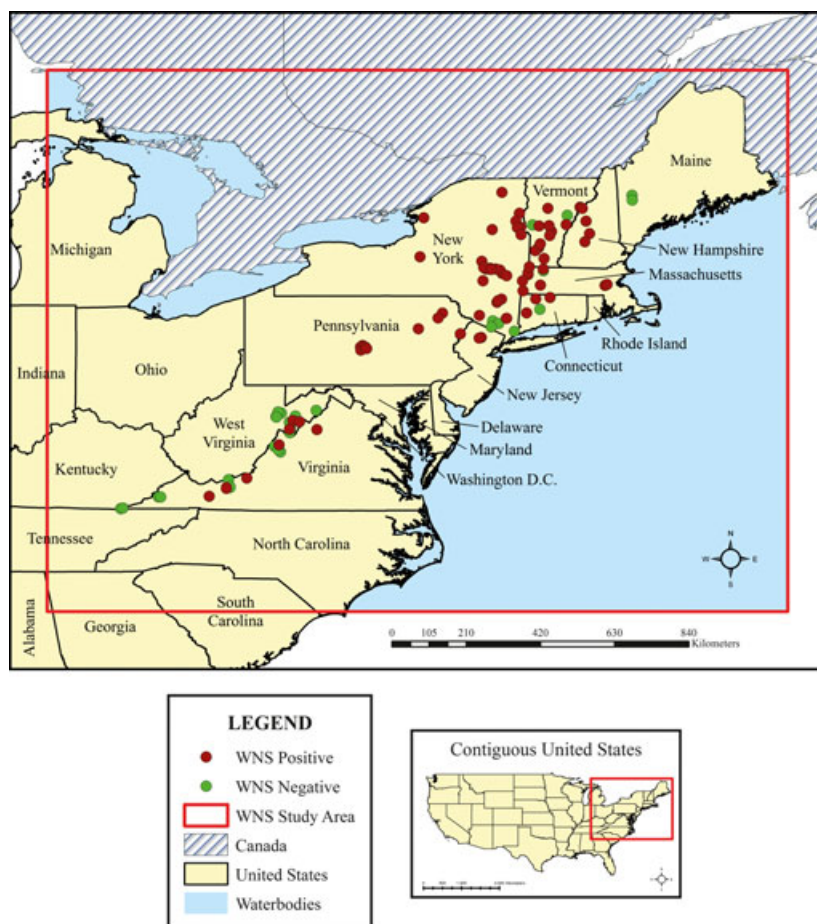 Maine
Vermont
Michigan
New
York
New Hampshire
Massachusetts
Pennsylvania
Rhode Island
Connecticut
Indiana
Ohio
New Jersey
West
Virginia
Delaware
Maryland
Kentucky
Virginia
Washington D.C.
Tennessee
North Carolina
N
W
E
S
South
Carolina
Alabama
Georgia
0 105 210 420 630 840
Kilometers
LEGEND
WNS Positive
WNS Negative
WNS Study Area
Canada
United States
Waterbodies
Contiguous United States